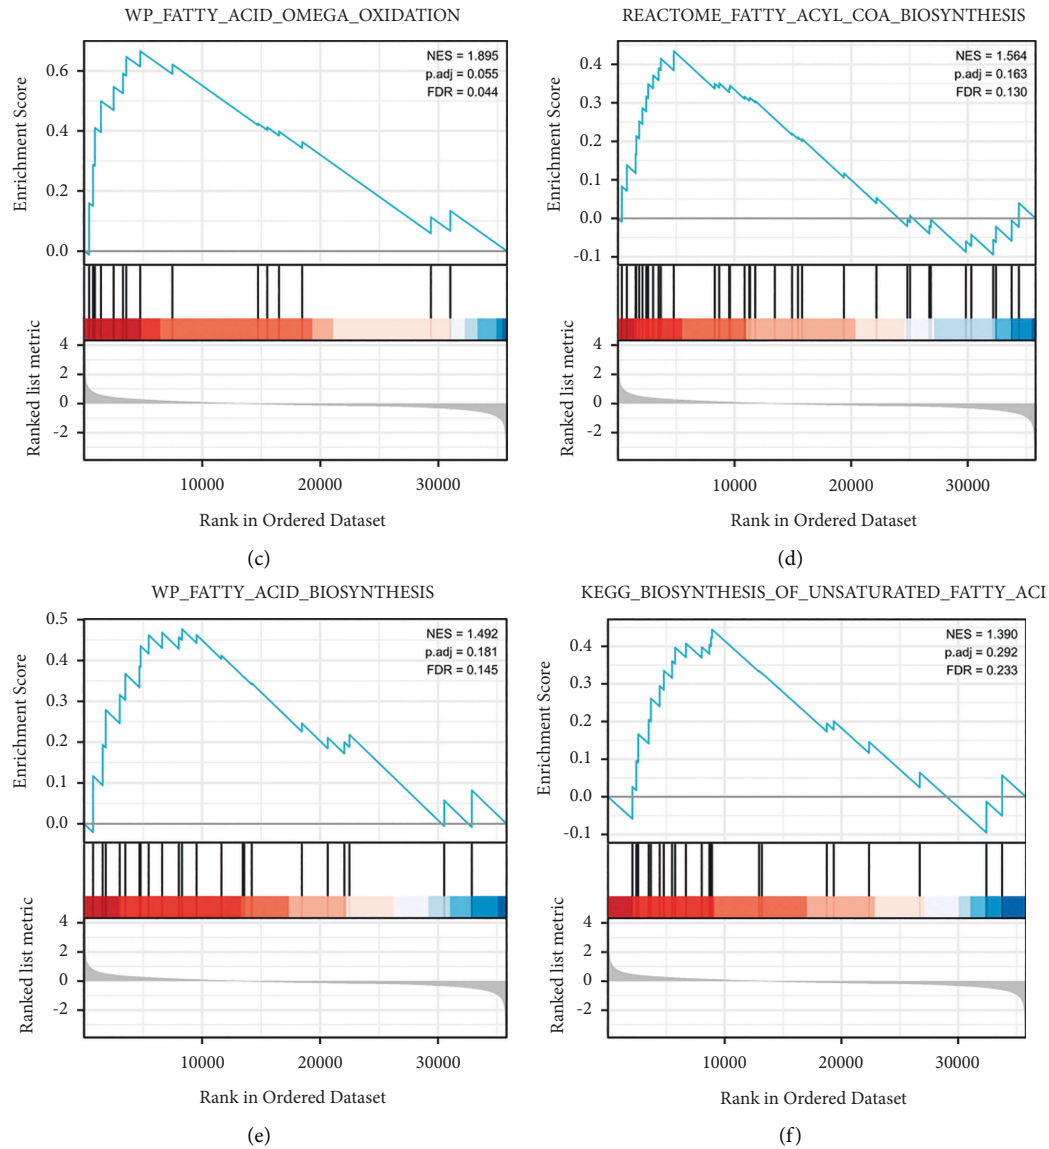 WP_FATTY_ACID_OMEGA_OXIDATION
NES = 1.895
p.adj = 0.055
FDR = 0.044
Enrichment Score
0.6
0.4
0.2
0.0
Ranked list metric
4
2
0
-2
10000 20000 30000
Rank in Ordered Dataset
(c)
REACTOME_FATTY_ACYL_COA_BIOSYNTHESIS
NES = 1.564
p.adj = 0.163
FDR = 0.130
Enrichment Score
0.4
0.3
0.2
0.1
0.0
-0.1
Ranked list metric
4
2
0
-2
10000 20000 30000
Rank in Ordered Dataset
(d)
WP_FATTY_ACID_BIOSYNTHESIS
NES = 1.492
p.adj = 0.181
FDR = 0.145
Enrichment Score
0.5
0.4
0.3
0.2
0.1
0.0
Ranked list metric
4
2
0
-2
10000 20000 30000
Rank in Ordered Dataset
(e)
KEGG_BIOSYNTHESIS_OF_UNSATURATED_FATTY_ACI
NES = 1.390
p.adj = 0.292
FDR = 0.233
Enrichment Score
0.4
0.3
0.2
0.1
0.0
-0.1
Ranked list metric
4
2
0
-2
10000 20000 30000
Rank in Ordered Dataset
(f)